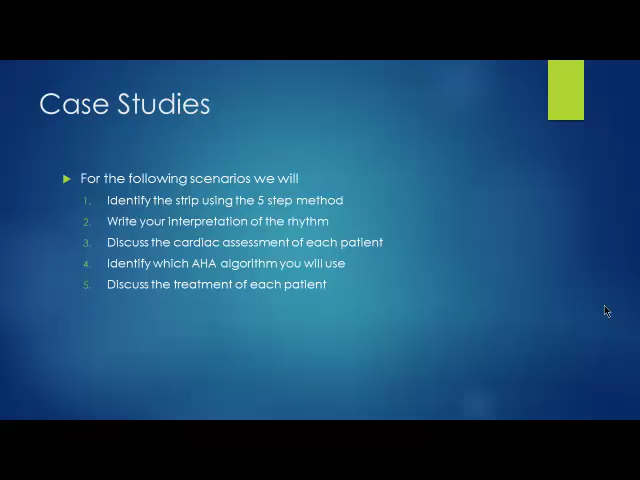 Case Studies
For the following scenarios we will
1. Identify the strip using the 5 step method
2. Write your interpretation of the rhythm
3. Discuss the cardiac assessment of each patient
4. Identify which AHA algorithm you will use
5. Discuss the treatment of each patient